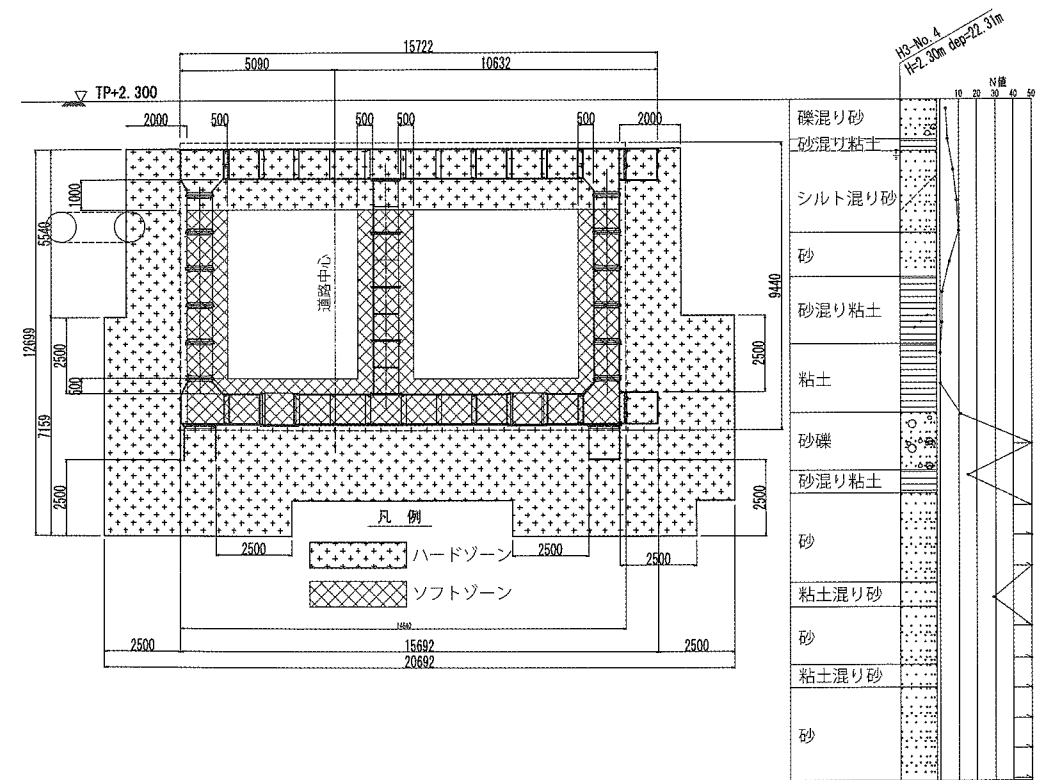 H3-No.4
H=2.30m dep=22.31m
15722
5090
10632
TP+2.300
N値
10 20 30 40 50
2000
500
500
500
500
2000
礫混り砂
砂混り粘土
1000
シルト混り砂
5540
砂
道路中心
9440
砂混り粘土
12699
2500
2500
粘土
500
7159
砂礫
砂混り粘土
2500
2500
凡 例
2500
ハードゾーン
2500
2500
砂
ソフトゾーン
粘土混り砂
砂
2500
15692
2500
20692
粘土混り砂
砂